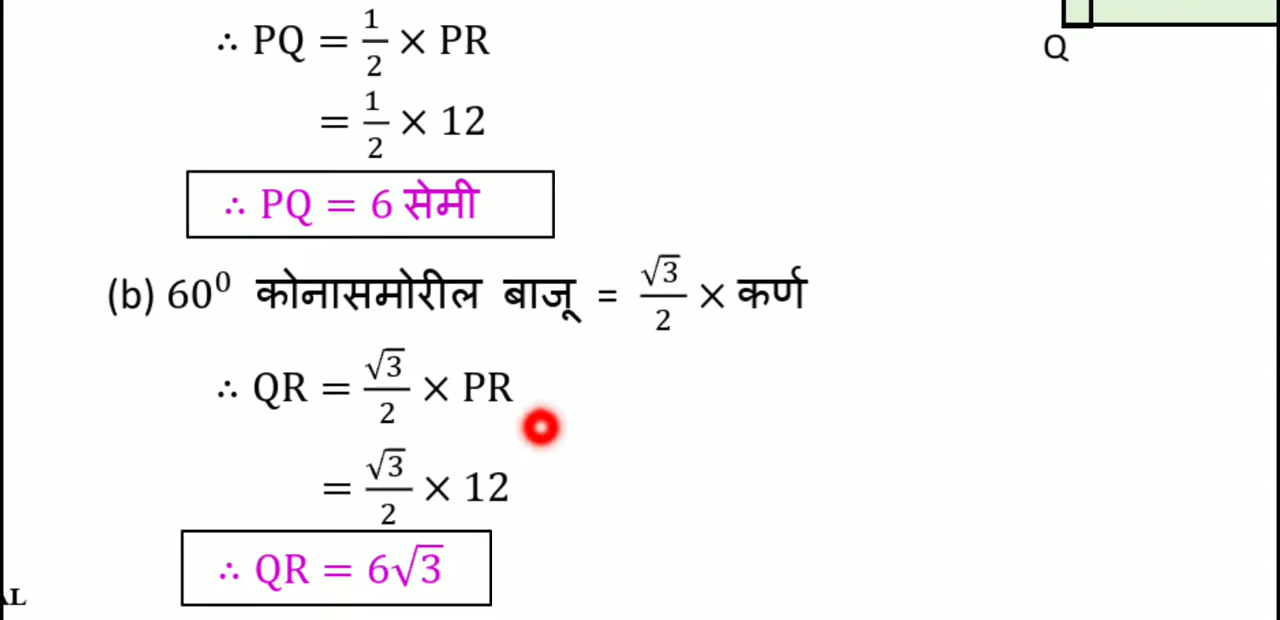 ∴ PQ = 1/2 × PR
Q
= 1/2 × 12
∴ PQ = 6 सेमी
(b) 60⁰ कोनासमोरील बाजू = √3/2 × कर्ण
∴ QR = √3/2 × PR
= √3/2 × 12
∴ QR = 6√3